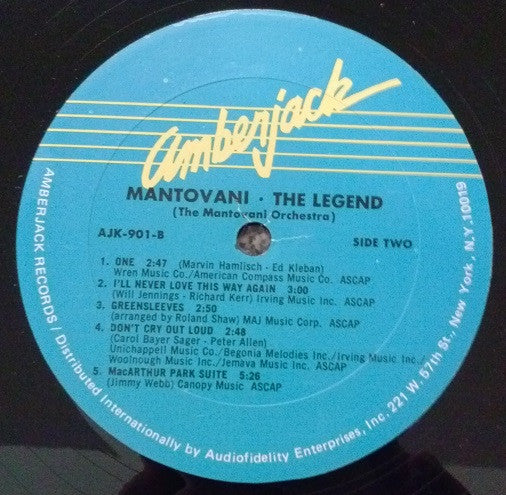 amberjack
MANTOVANI · THE LEGEND
(The Mantovani Orchestra)
AJK-901-B
SIDE TWO
1. ONE 2:47 (Marvin Hamlisch - Ed Kleban)
Wren Music Co./American Compass Music Co. ASCAP
2. I'LL NEVER LOVE THIS WAY AGAIN 3:00
(Will Jennings - Richard Kerr) Irving Music Inc. ASCAP
3. GREENSLEEVES 2:50
(arranged by Roland Shaw) MAJ Music Corp. ASCAP
4. DON'T CRY OUT LOUD 2:48
(Carol Bayer Sager - Peter Allen)
Unichappell Music Co./Begonia Melodies Inc./Irving Music Inc./
Woolnough Music Inc./Jemava Music Inc. ASCAP
5. MacARTHUR PARK SUITE 5:26
(Jimmy Webb) Canopy Music ASCAP
AMBERJACK RECORDS / Distributed Internationally by Audiofidelity Enterprises, Inc. 221 W. 57th St., New York, N.Y. 10019